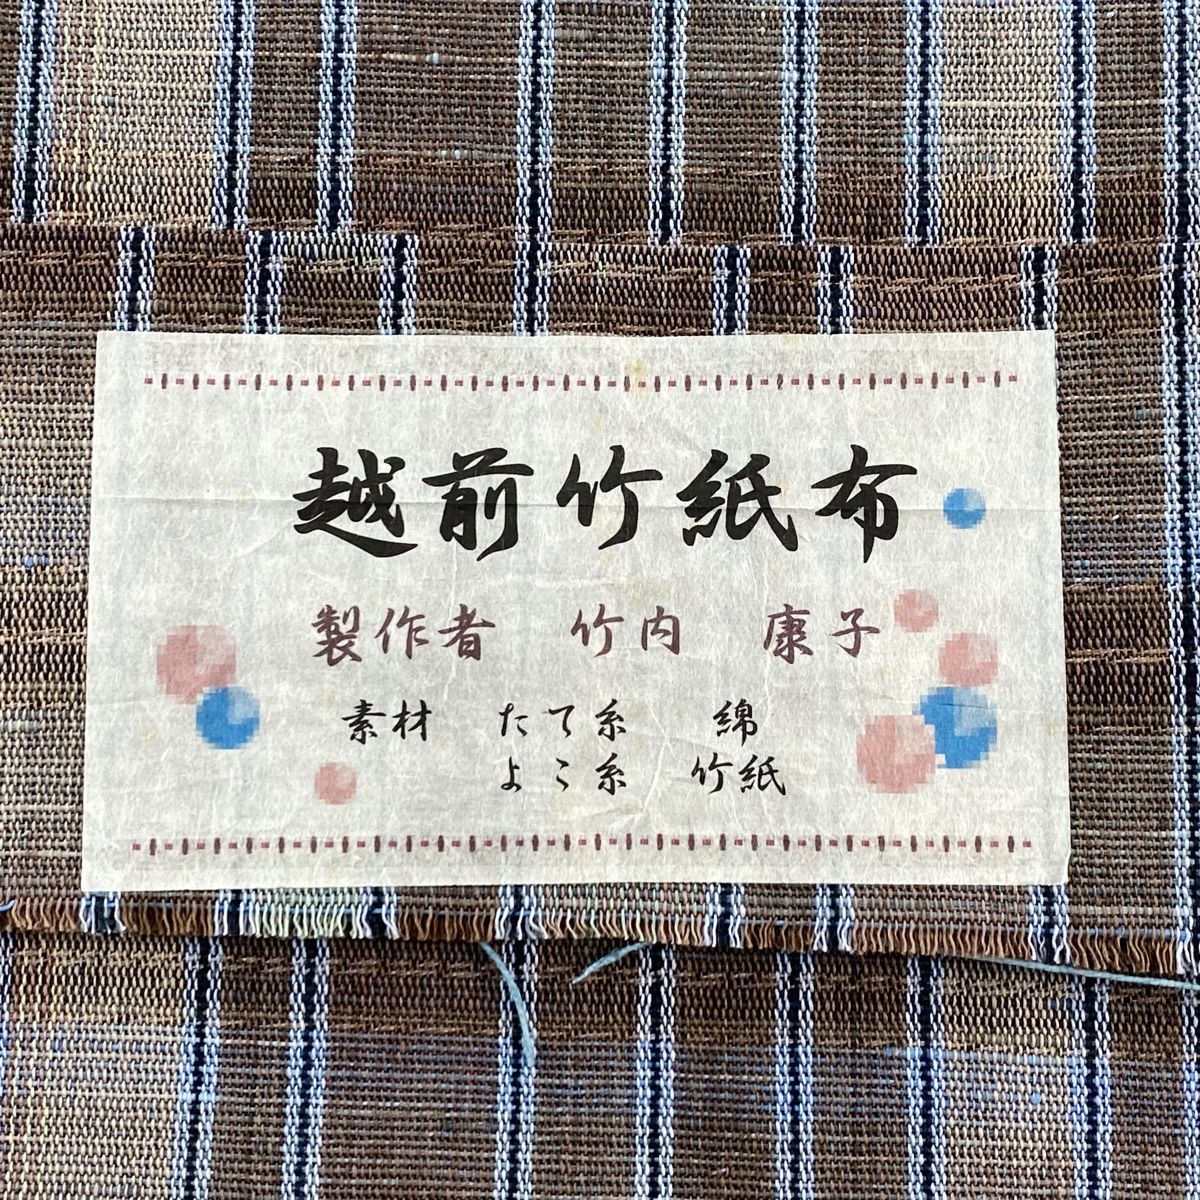 越前竹紙布
製作者　竹内　康子
素材　たて糸　綿
よこ糸　竹紙